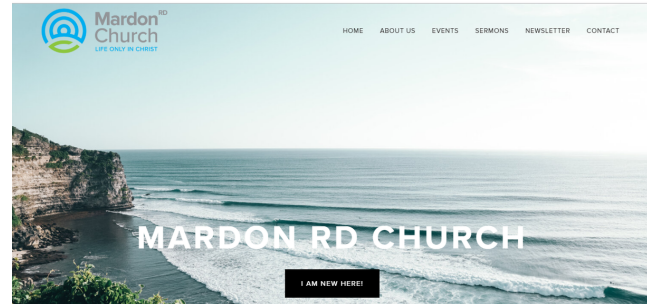 Mardon RD
Church
LIFE ONLY IN CHRIST
HOME ABOUT US EVENTS SERMONS NEWSLETTER CONTACT
MARDON RD CHURCH
I AM NEW HERE!